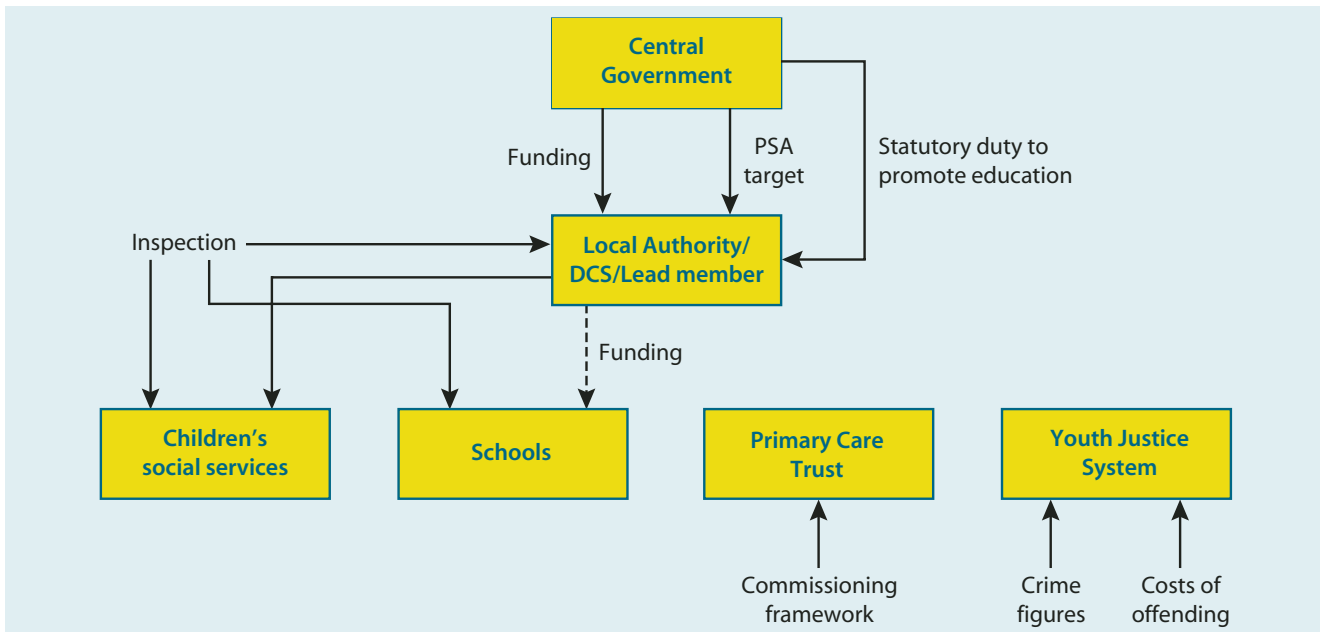 Central
Government
Funding
PSA
target
Statutory duty to
promote education
Inspection
Local Authority/
DCS/Lead member
Funding
Children's
social services
Schools
Primary Care
Trust
Youth Justice
System
Commissioning
framework
Crime
figures
Costs of
offending